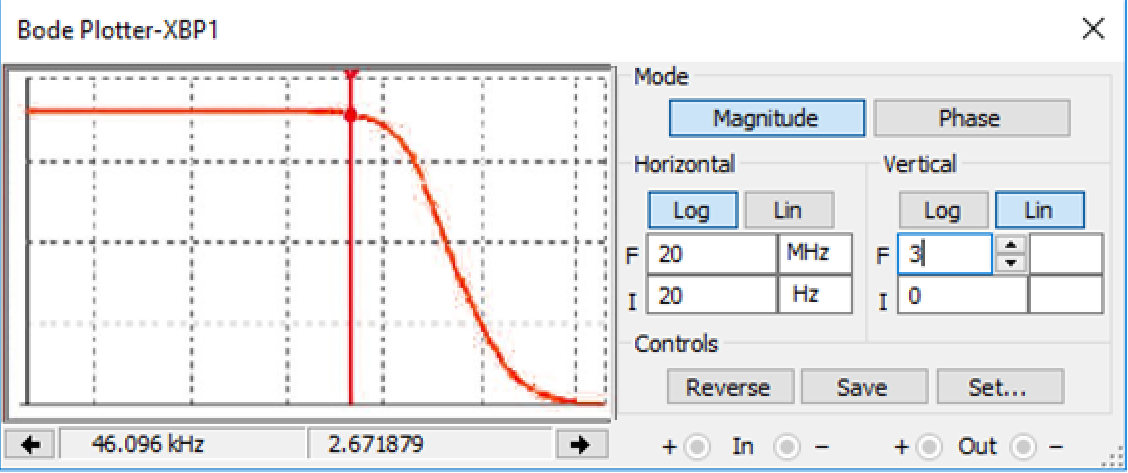 Bode Plotter-XBP1
Mode
Magnitude Phase
Horizontal Vertical
Log Lin Log Lin
F 20 MHz F 3
I 20 Hz I 0
Controls
Reverse Save Set...
46.096 kHz 2.671879 + In − + Out −